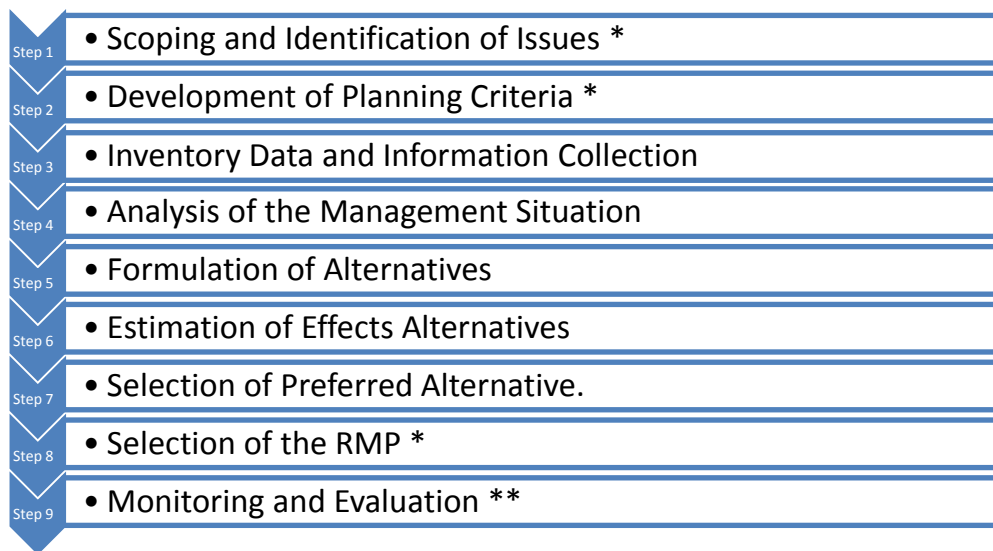 Step 1 • Scoping and Identification of Issues *
Step 2 • Development of Planning Criteria *
Step 3 • Inventory Data and Information Collection
Step 4 • Analysis of the Management Situation
Step 5 • Formulation of Alternatives
Step 6 • Estimation of Effects Alternatives
Step 7 • Selection of Preferred Alternative.
Step 8 • Selection of the RMP *
Step 9 • Monitoring and Evaluation **